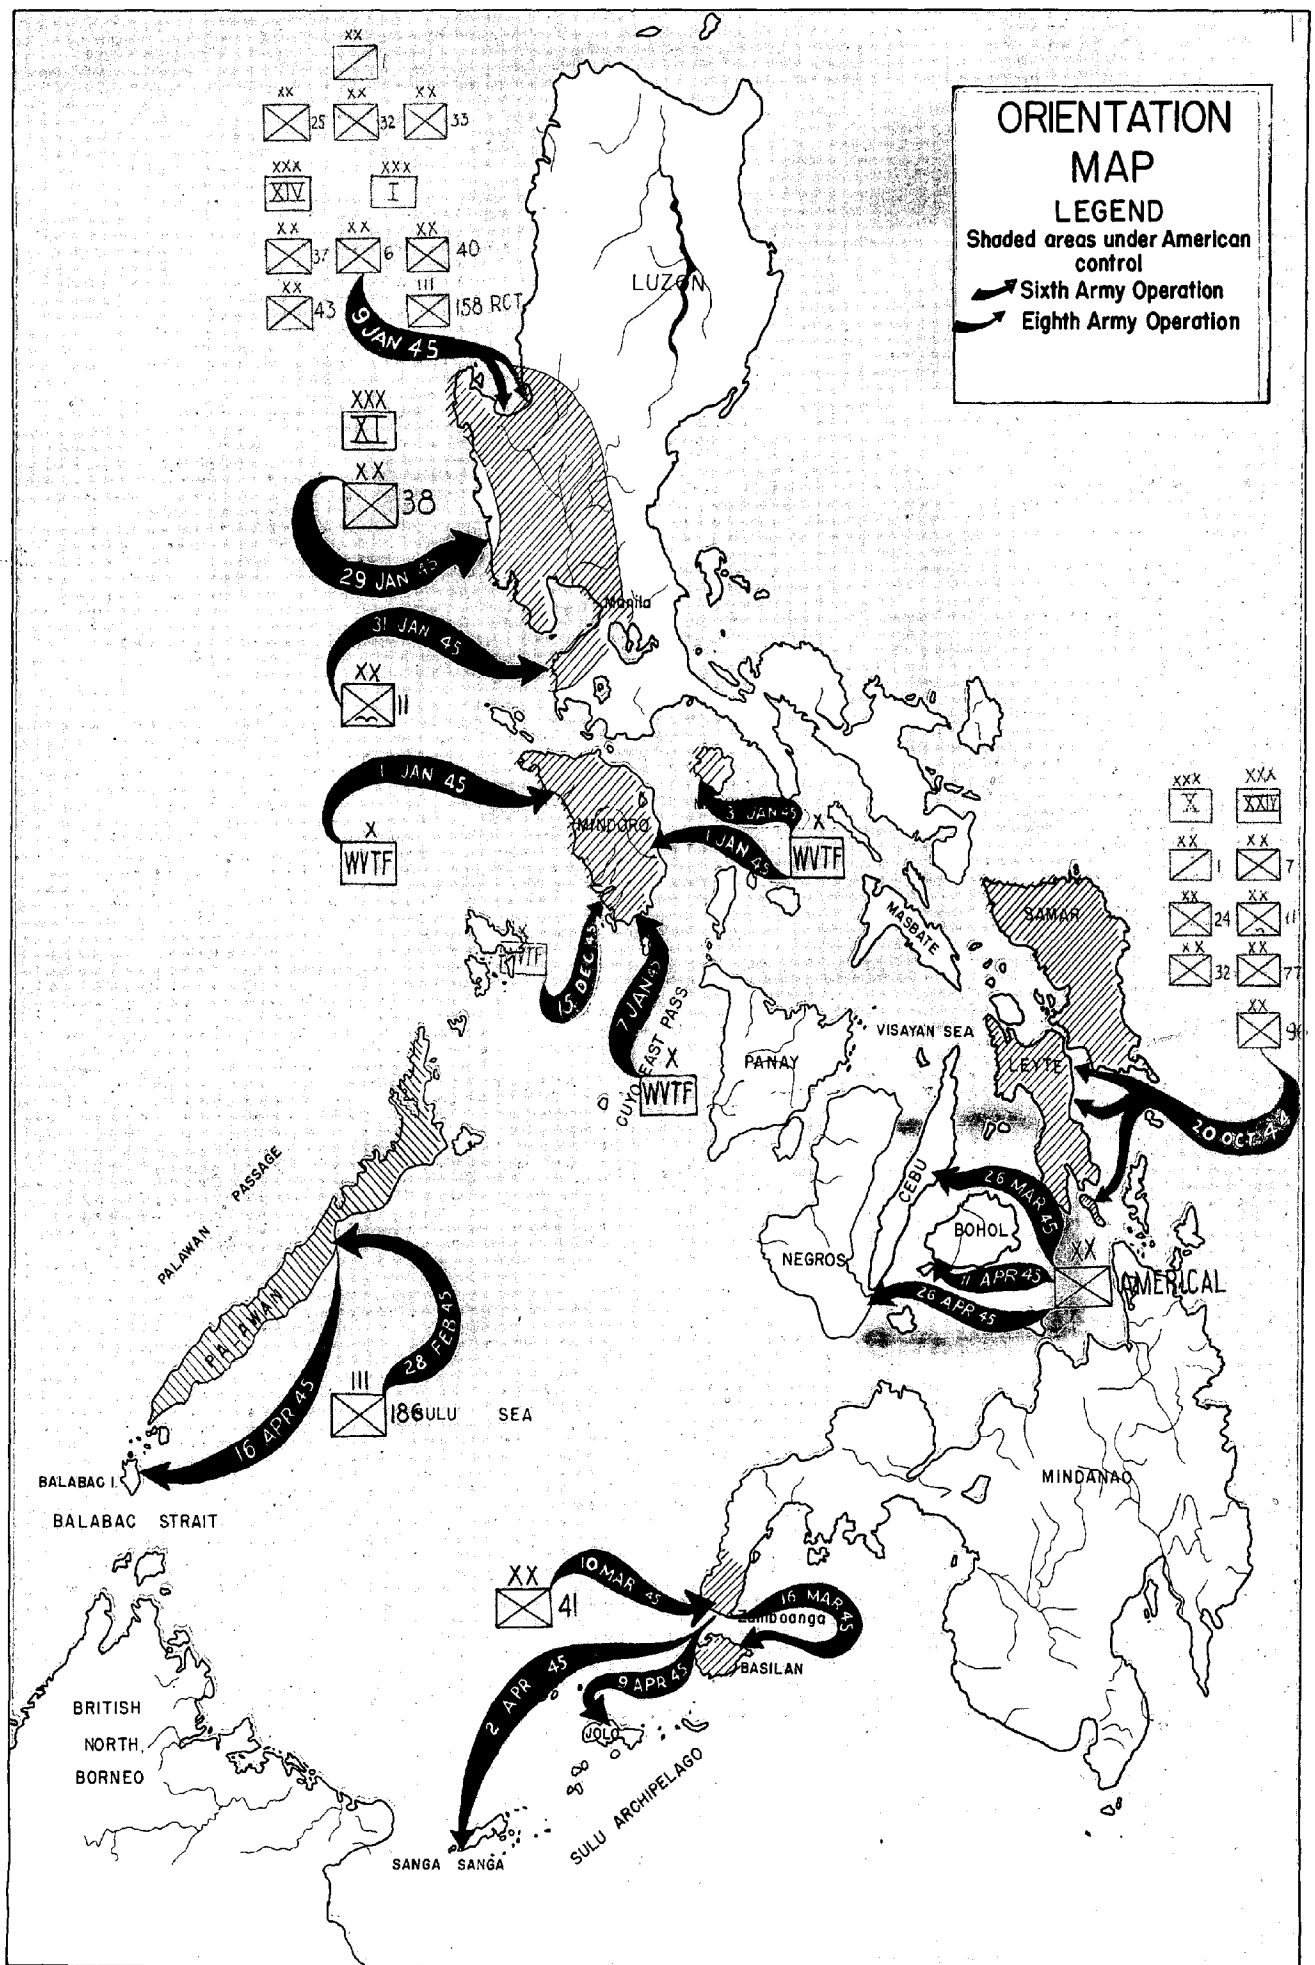 ORIENTATION
MAP
LEGEND
Shaded areas under American
control
Sixth Army Operation
Eighth Army Operation
XX
1
XX XX XX
25 32 33
XXX XXX
XIV I
XX XX XX
37 6 40
XX III
43 158 RCT
9 JAN 45
LUZON
XXX
XI
XX
38
29 JAN 45
Manila
31 JAN 45
XX
11
1 JAN 45
X
WVTF
MINDORO
3 JAN 45
X
1 JAN 45
WVTF
XXX XXX
X XXIV
XX XX
1 7
XX XX
24 11
XX XX
32 77
XX
SAMAR
MASBATE
15 DEC 45
7 JAN 45
X
WVTF
CUYO EAST PASS
VISAYAN SEA
PANAY
LEYTE
20 OCT 44
PALAWAN PASSAGE
CEBU
26 MAR 45
BOHOL
NEGROS
XX
AMERICAL
11 APR 45
26 APR 45
PALAWAN
28 FEB 45
III
186
SULU SEA
16 APR 45
BALABAC I.
BALABAC STRAIT
MINDANAO
XX
41
10 MAR 45
16 MAR 45
Zamboanga
BASILAN
2 APR 45
9 APR 45
JOLO
BRITISH
NORTH
BORNEO
SULU ARCHIPELAGO
SANGA SANGA